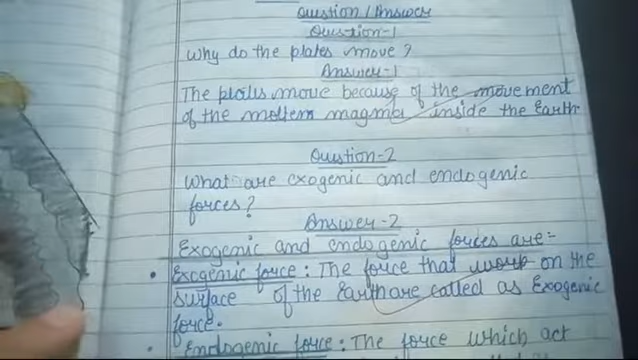 Question/Answer
Question-1
Why do the plates move?
Answer-1
The plates move because of the movement
of the moltem magma inside the Earth
Question-2
What are exogenic and endogenic
forces?
Answer-2
Exogenic and endogenic forces are:-
• Exogenic force: The force that work on the
surface of the Earth are called as Exogenic
force.
• Endogenic force: The force which act